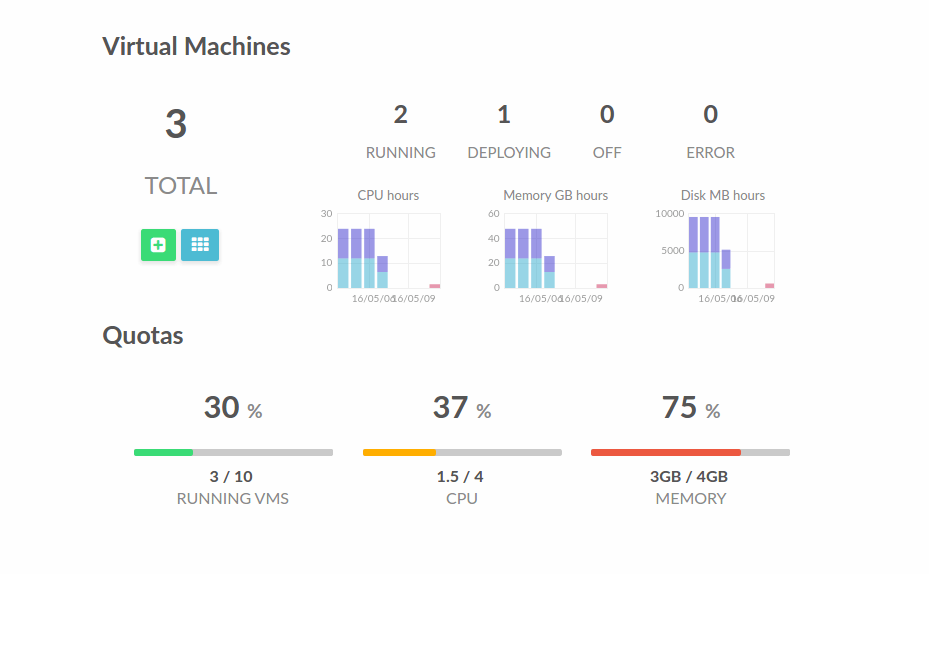 Virtual Machines
3
TOTAL
2 1 0 0
RUNNING DEPLOYING OFF ERROR
CPU hours Memory GB hours Disk MB hours
30 60 10000
20 40 5000
10 20 0
0 0
16/05/06 16/05/09 16/05/06 16/05/09 16/05/06 16/05/09
Quotas
30 % 37 % 75 %
3 / 10 1.5 / 4 3GB / 4GB
RUNNING VMS CPU MEMORY